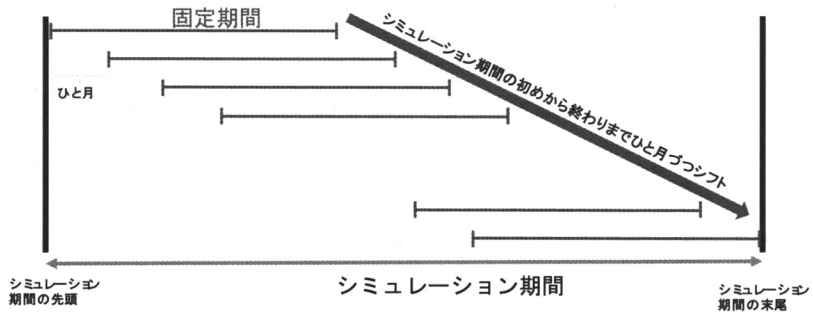 固定期間
シミュレーション期間の初めから終わりまでひと月づつシフト
ひと月
シミュレーション期間
シミュレーション
期間の先頭
シミュレーション
期間の末尾